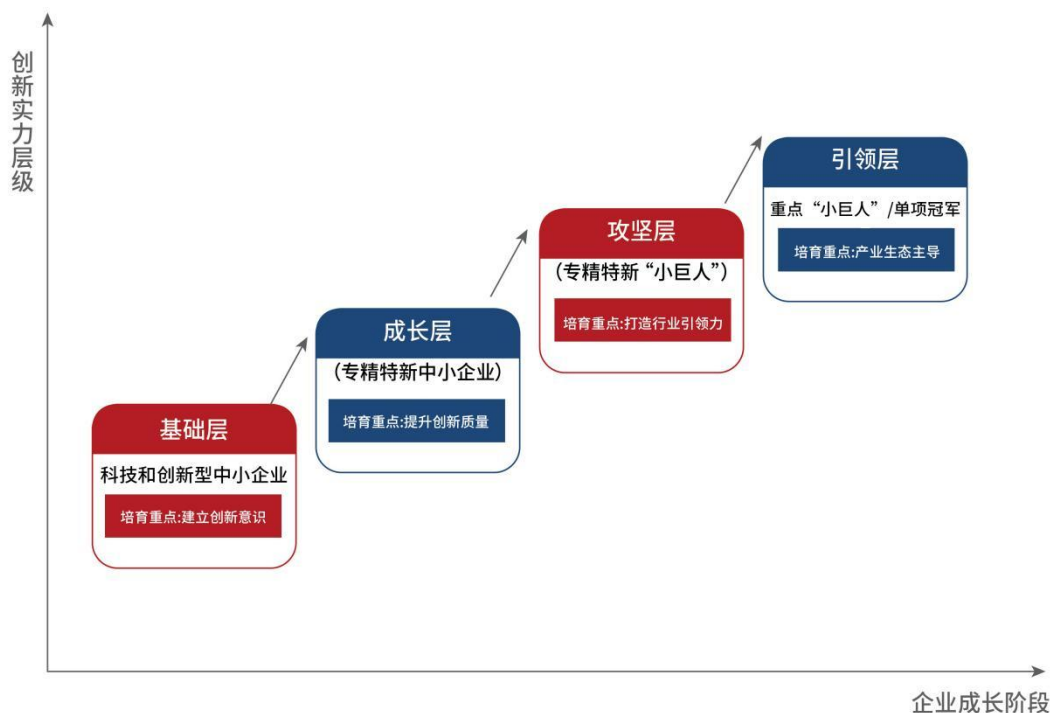 创新实力层级
引领层
重点“小巨人”/单项冠军
培育重点:产业生态主导
攻坚层
(专精特新“小巨人”)
培育重点:打造行业引领力
成长层
(专精特新中小企业)
培育重点:提升创新质量
基础层
科技和创新型中小企业
培育重点:建立创新意识
企业成长阶段